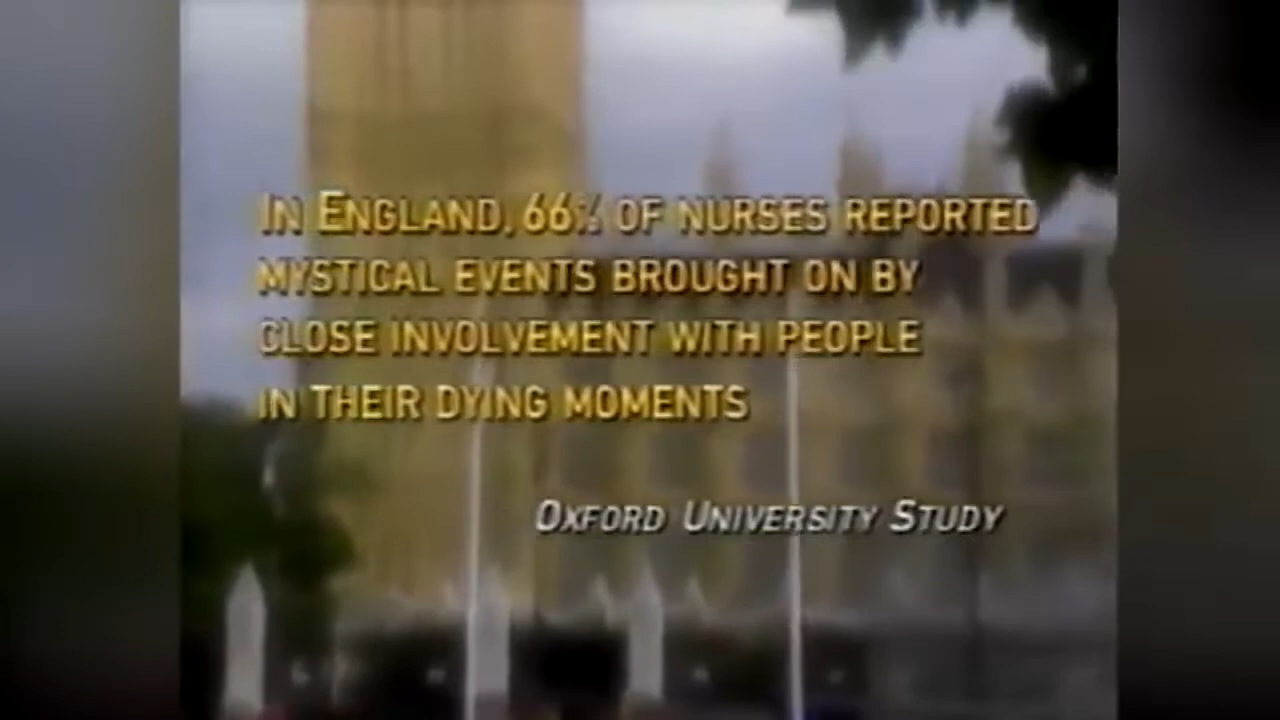 IN ENGLAND, 66% OF NURSES REPORTED
MYSTICAL EVENTS BROUGHT ON BY
CLOSE INVOLVEMENT WITH PEOPLE
IN THEIR DYING MOMENTS
OXFORD UNIVERSITY STUDY